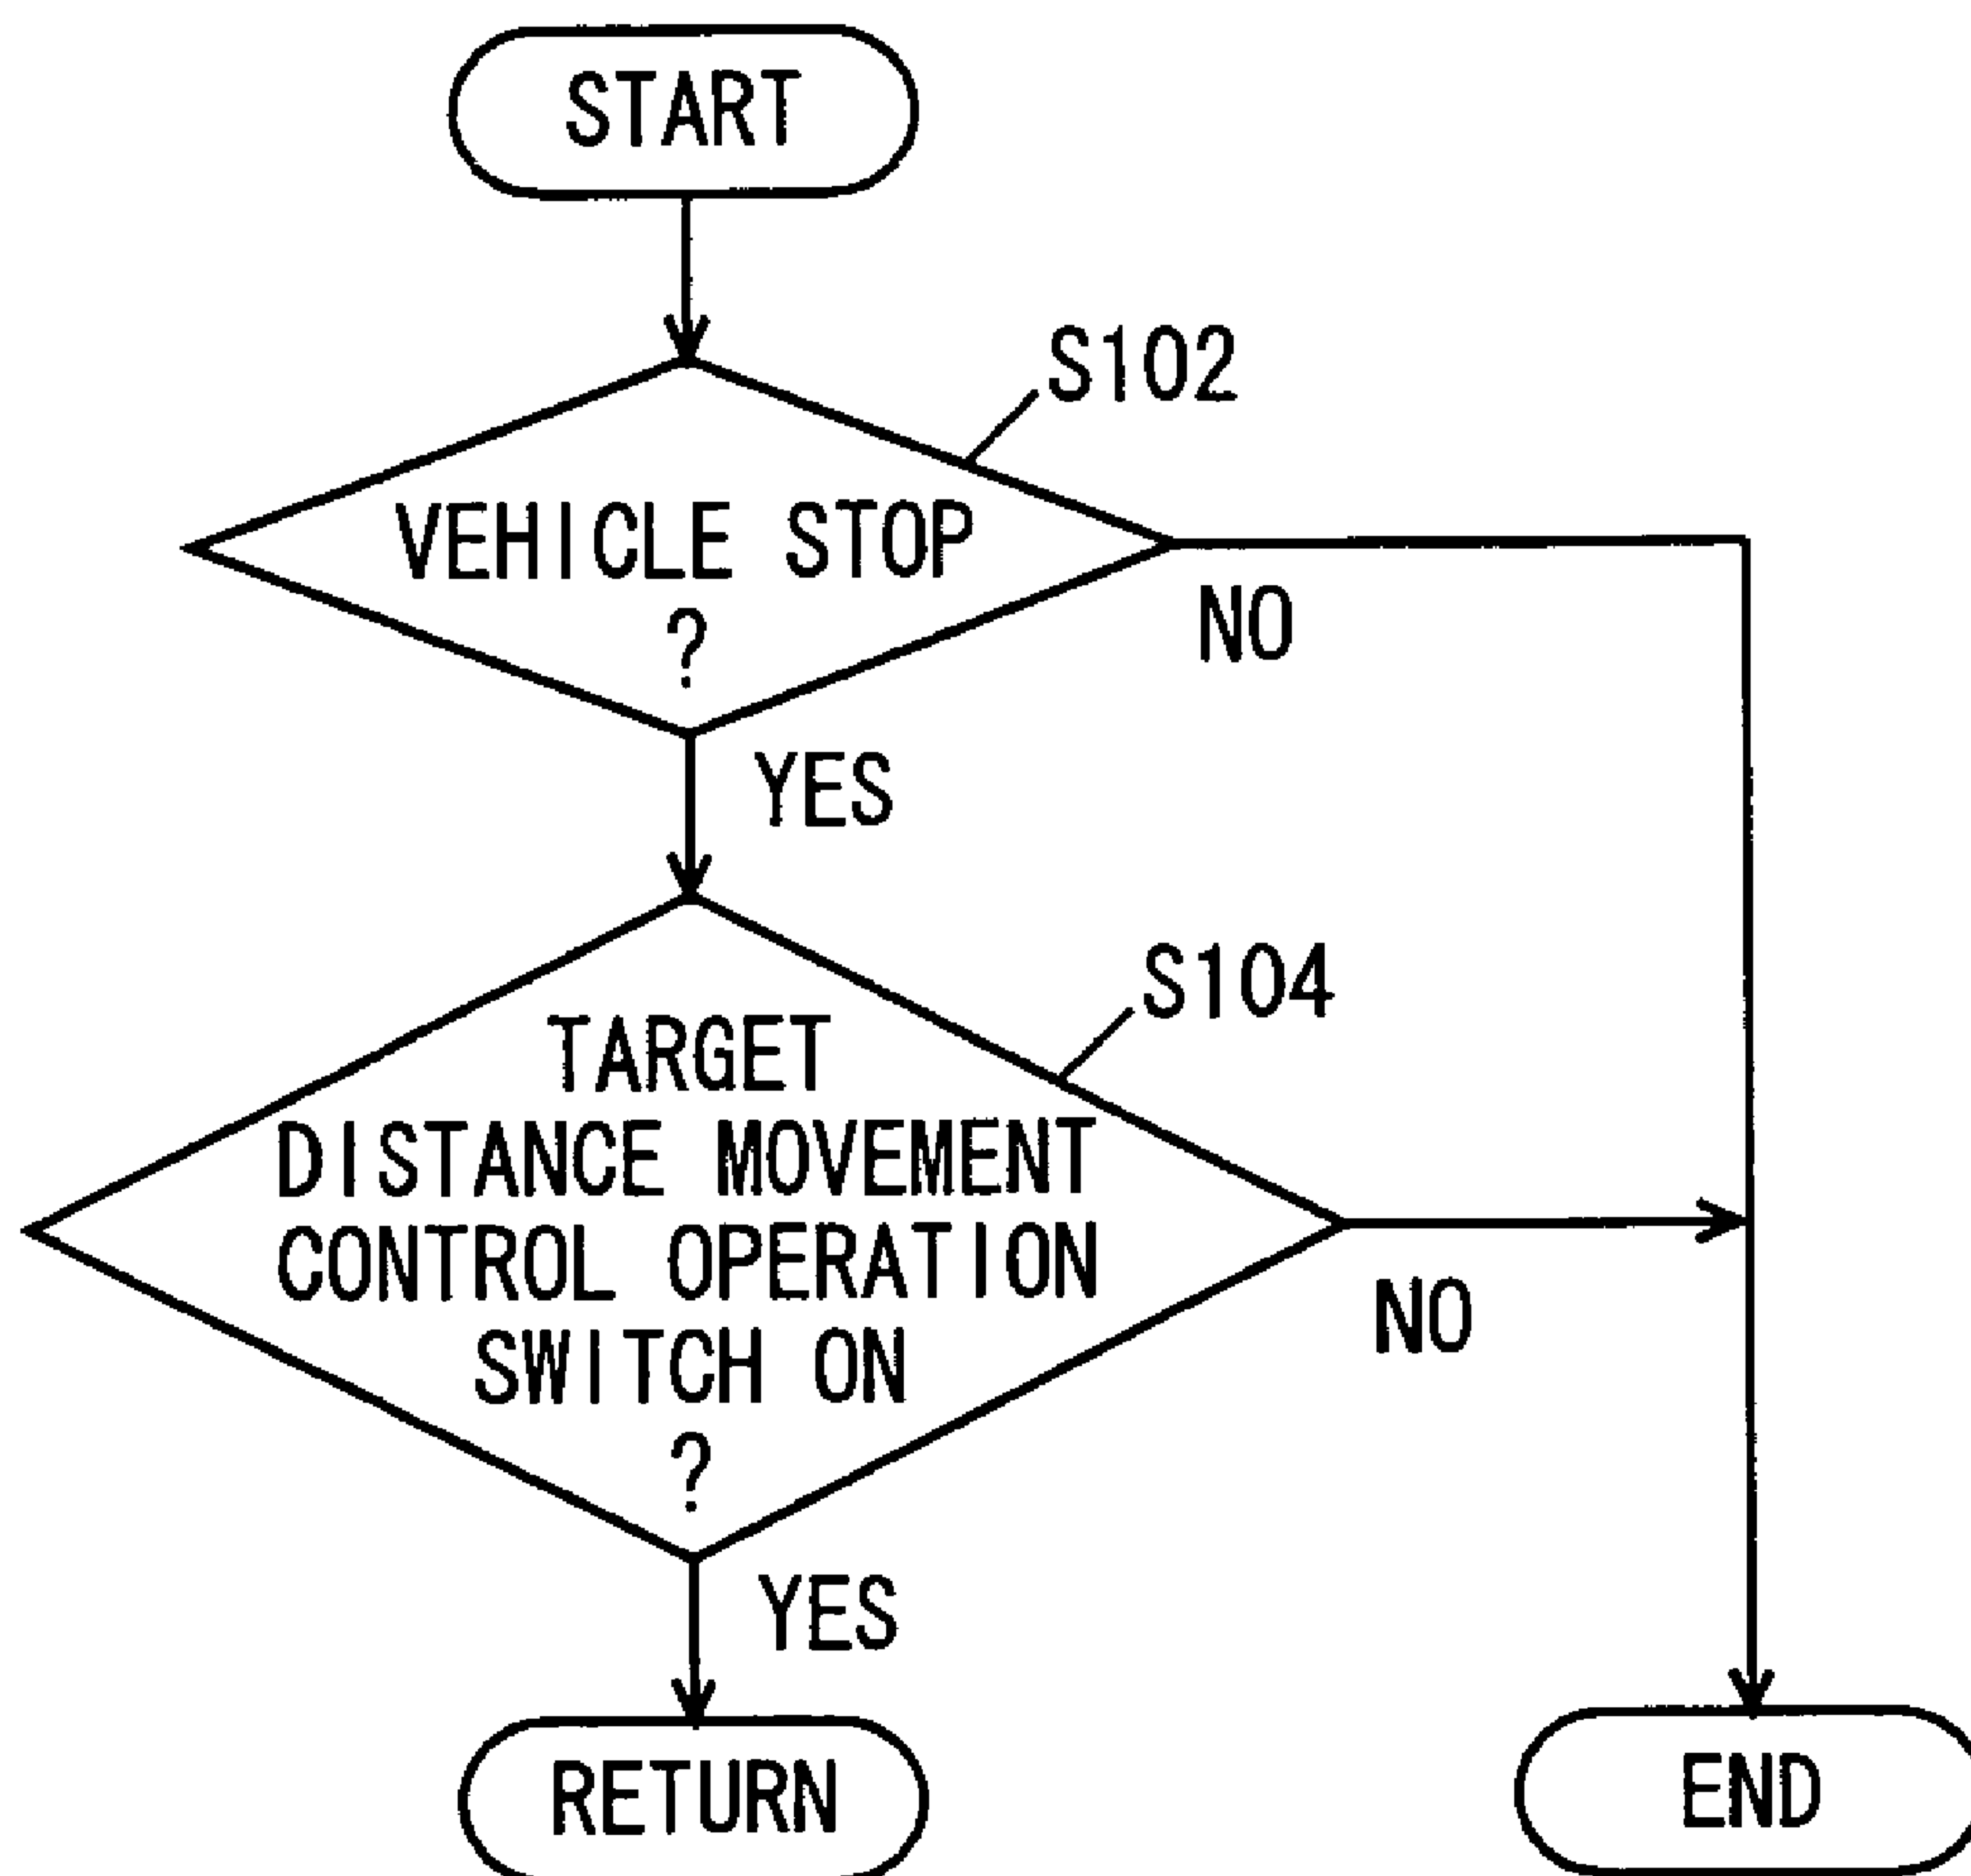 START
S102
VEHICLE STOP
?
NO
YES
S104
TARGET
DISTANCE MOVEMENT
CONTROL OPERATION
SWITCH ON
?
NO
YES
RETURN
END